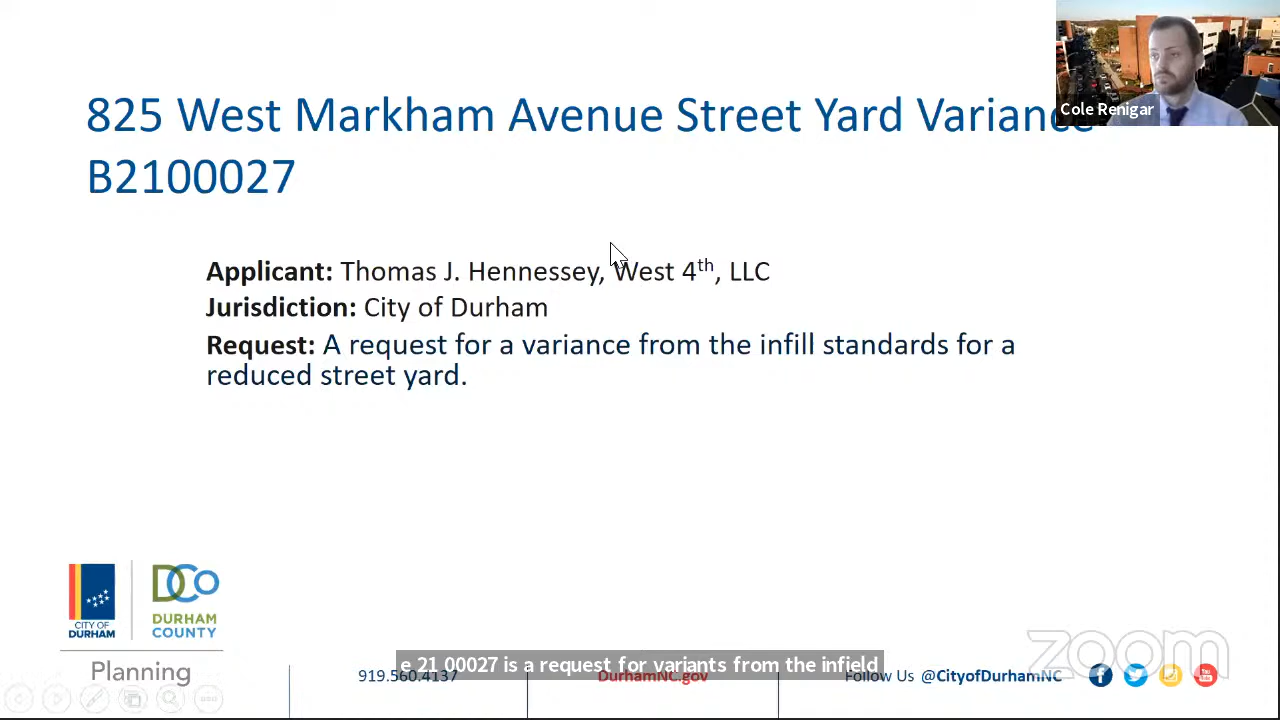 825 West Markham Avenue Street Yard Variance
B2100027
Cole Renigar
Applicant: Thomas J. Hennessey, West 4th, LLC
Jurisdiction: City of Durham
Request: A request for a variance from the infill standards for a
reduced street yard.
CITY OF
DURHAM
DCO
DURHAM
COUNTY
Planning
e 21 00027 is a request for variants from the infield
919.560.4137
DurhamNC.gov
Follow Us @CityofDurhamNC
zoom